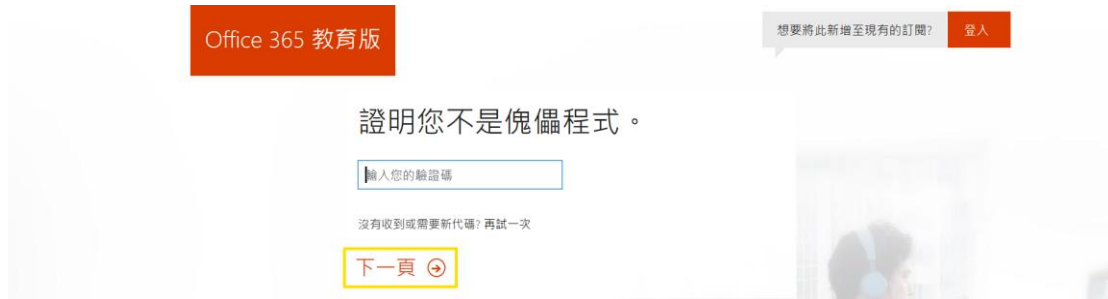 Office 365 教育版
想要將此新增至現有的訂閱?
登入
證明您不是傀儡程式。
輸入您的驗證碼
沒有收到或需要新代碼? 再試一次
下一頁